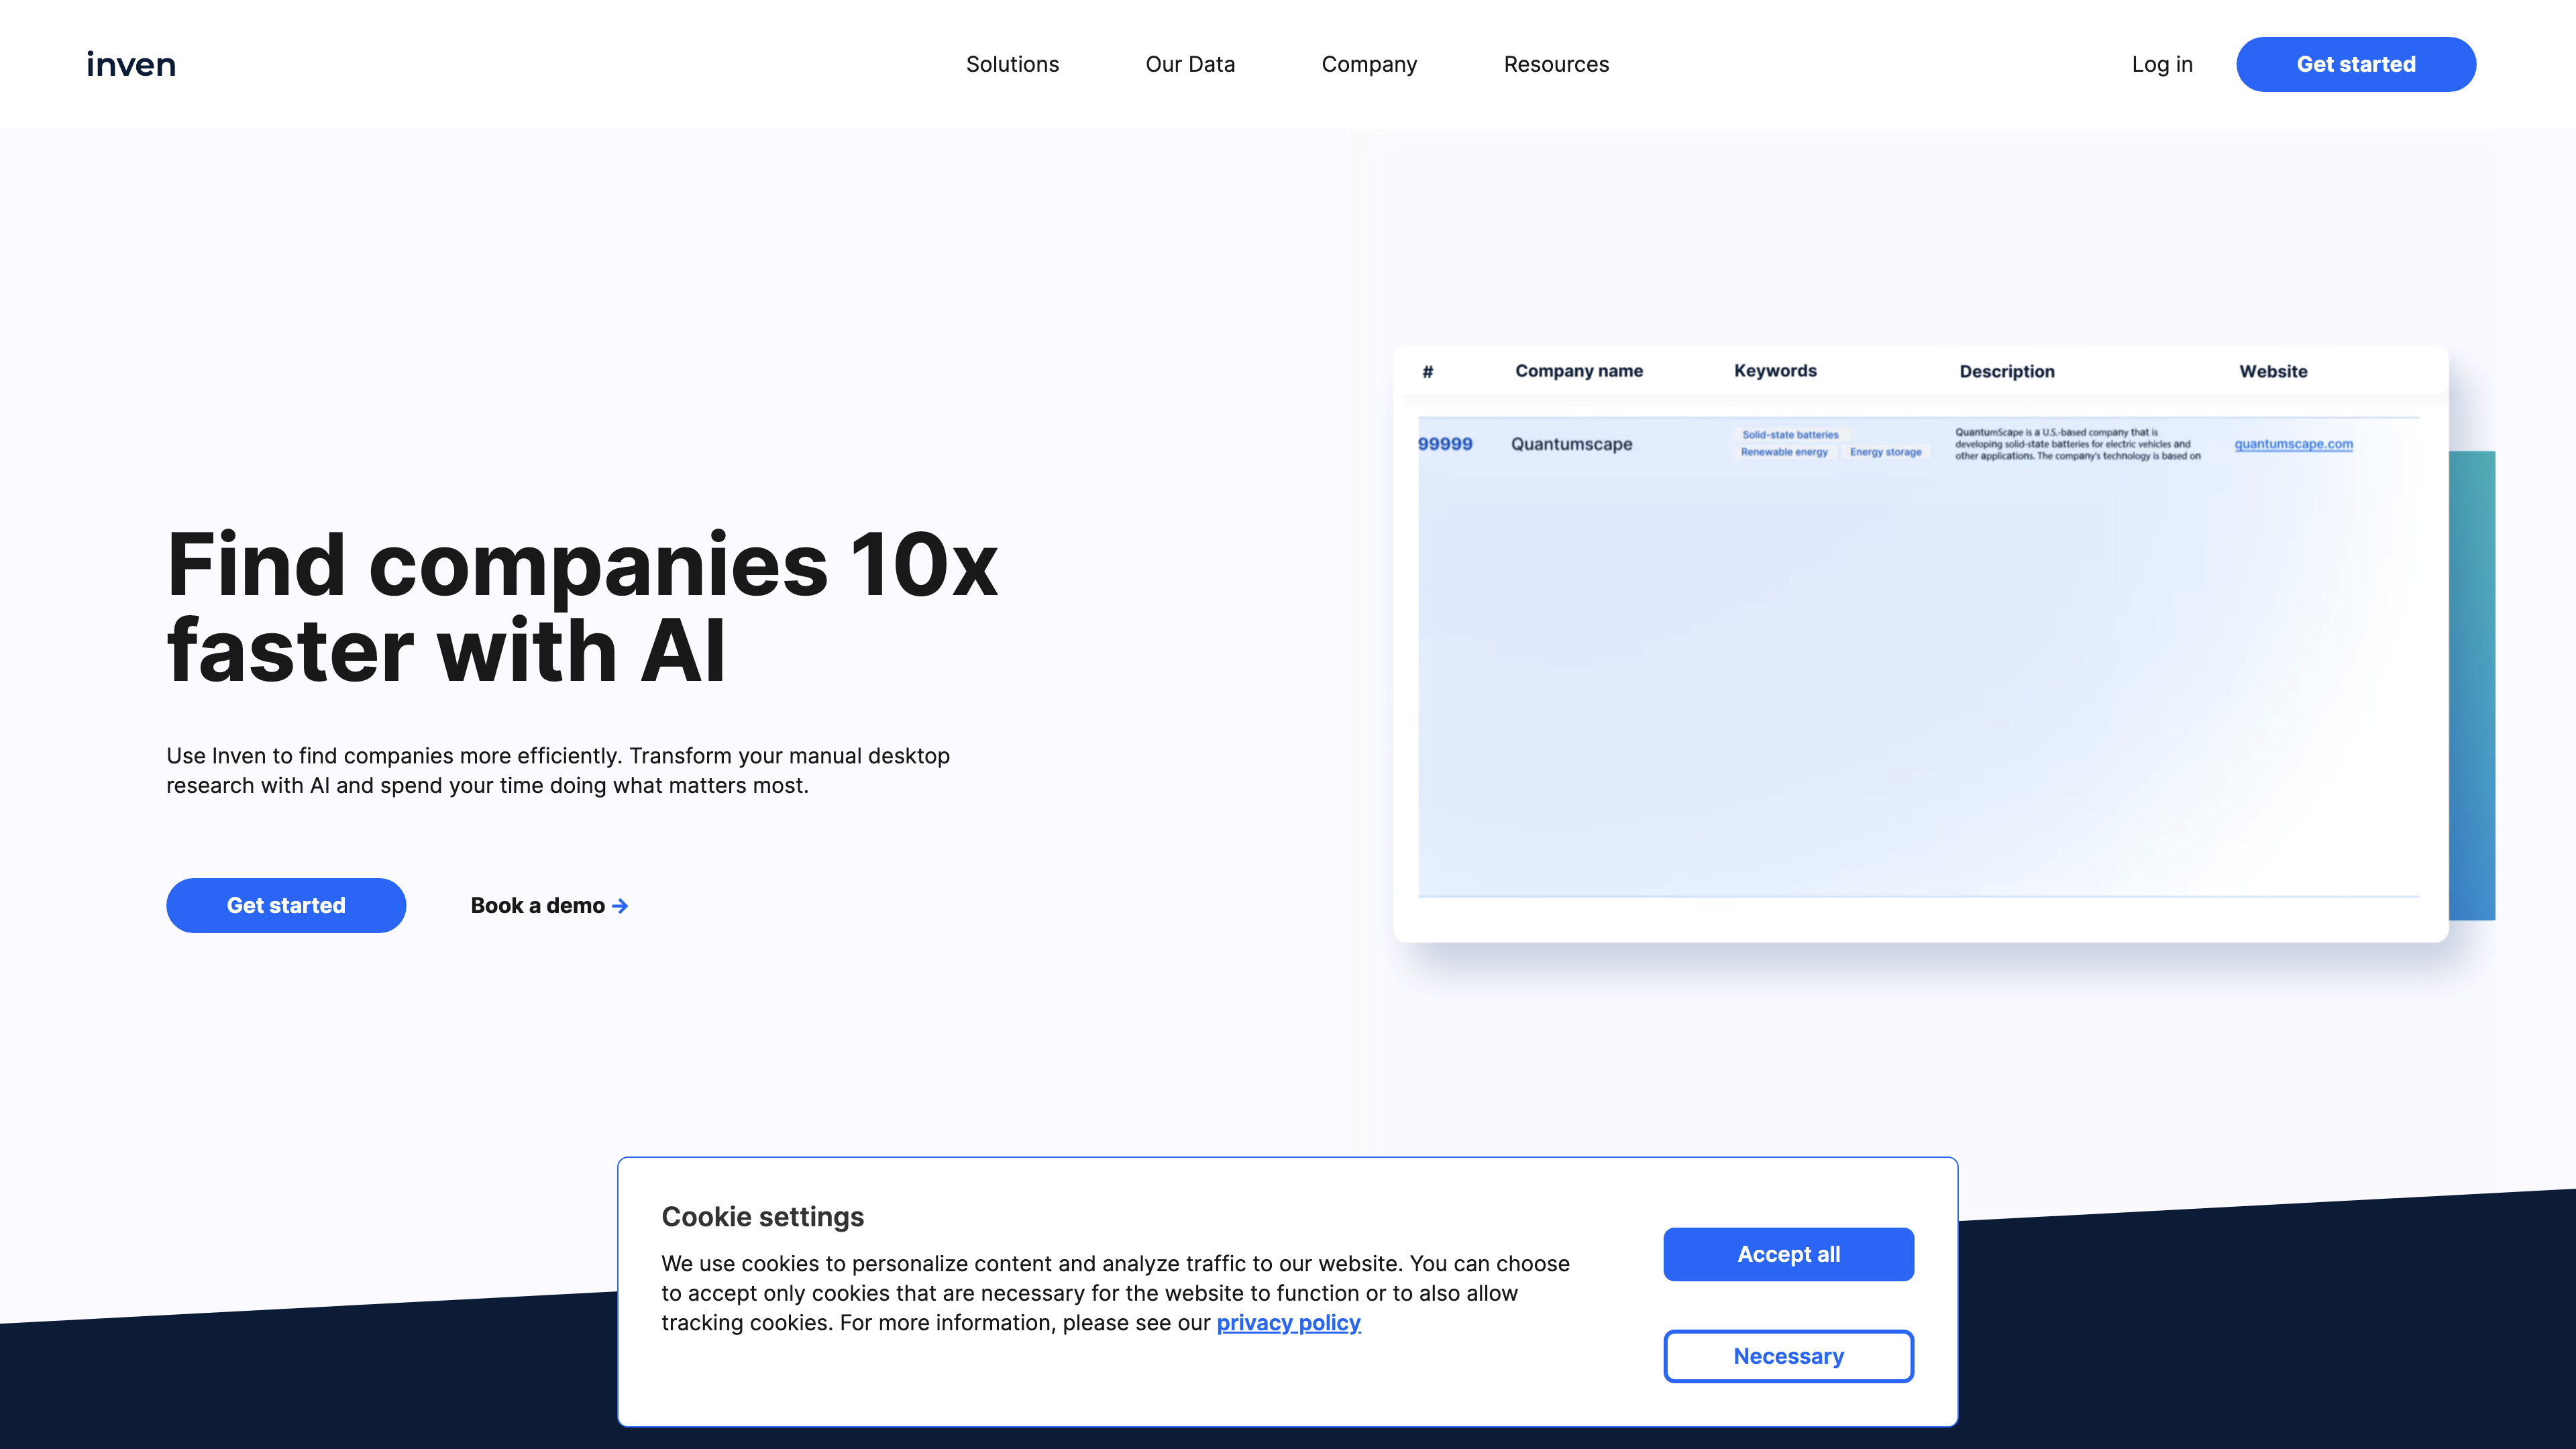 inven
Solutions
Our Data
Company
Resources
Log in
Get started
Find companies 10x
faster with AI
Use Inven to find companies more efficiently. Transform your manual desktop
research with AI and spend your time doing what matters most.
Get started
Book a demo →
# Company name Keywords Description Website
99999
Quantumscape
Solid-state batteries
Renewable energy Energy storage
QuantumScape is a U.S.-based company that is
developing solid-state batteries for electric vehicles and
other applications. The company's technology is based on
quantumscape.com
Cookie settings
We use cookies to personalize content and analyze traffic to our website. You can choose
to accept only cookies that are necessary for the website to function or to also allow
tracking cookies. For more information, please see our privacy policy
Accept all
Necessary